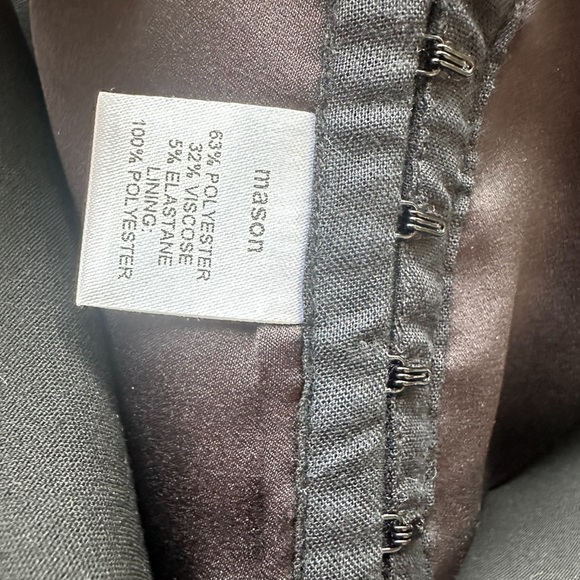 mason
63% POLYESTER
32% VISCOSE
5% ELASTANE
LINING:
100% POLYESTER